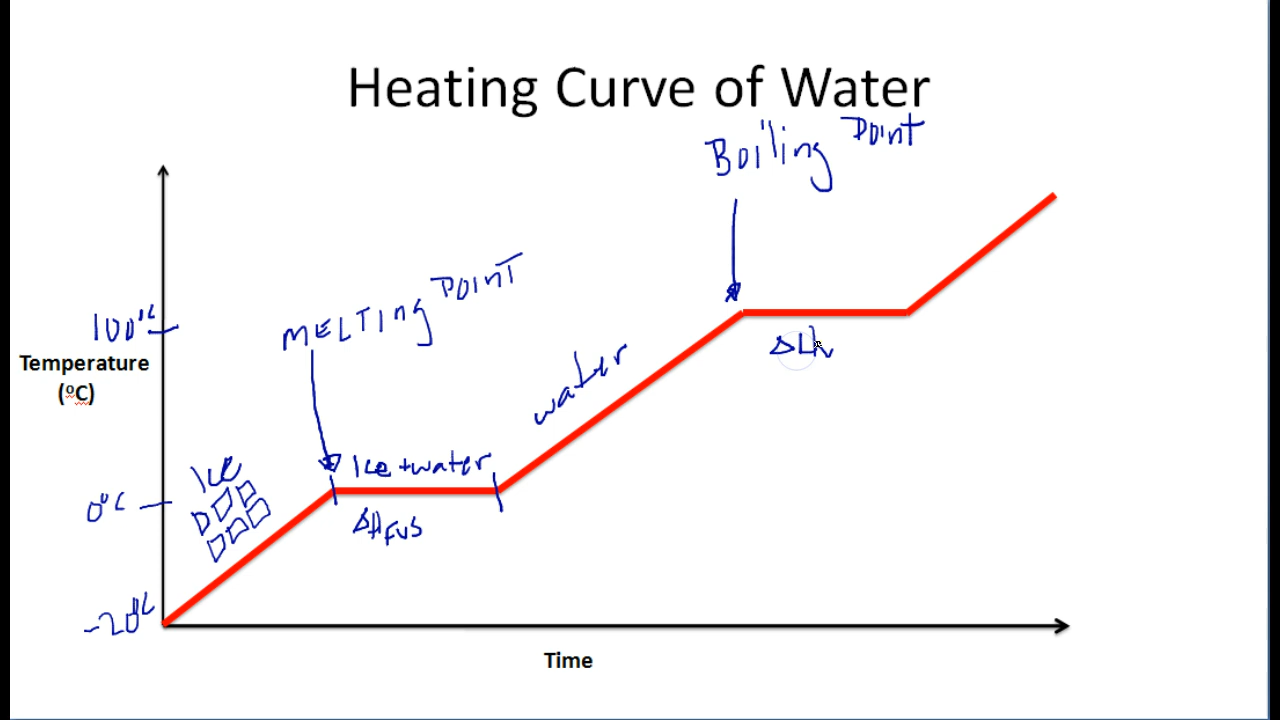 Heating Curve of Water
Boiling Point
MELTING POINT
100°C
Temperature
(ºC)
water
Ice
Ice + water
0°C
ΔHFUS
-20°C
Time